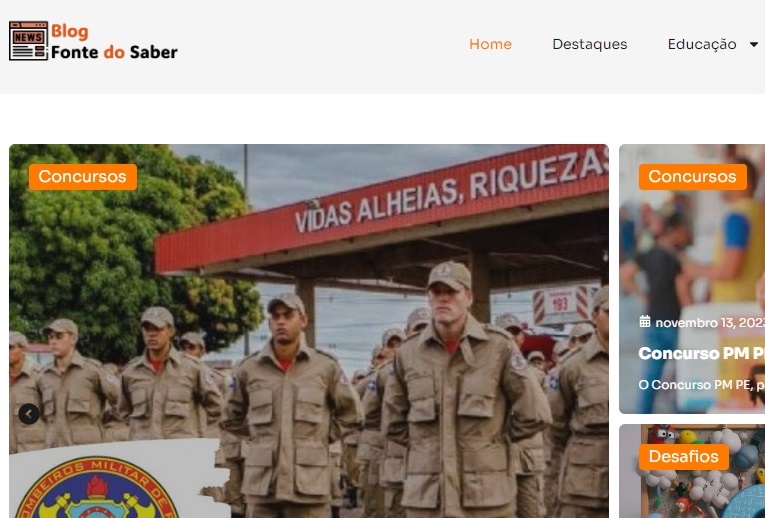 NEWS
Blog
Fonte do Saber
Home
Destaques
Educação
Concursos
VIDAS ALHEIAS, RIQUEZAS
193
OMBEIROS MILITAR DE
Concursos
novembro 13, 2023
Concurso PM P
O Concurso PM PE, p
Desafios